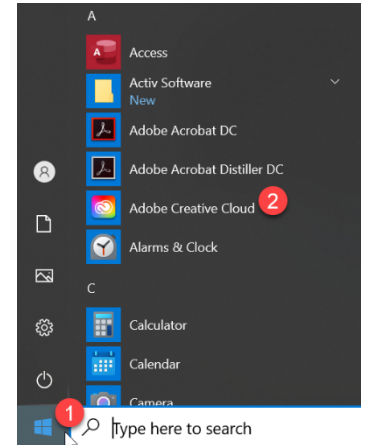 A
Access
Activ Software
New
Adobe Acrobat DC
Adobe Acrobat Distiller DC
Adobe Creative Cloud 2
Alarms & Clock
C
Calculator
Calendar
Camera
1 Type here to search